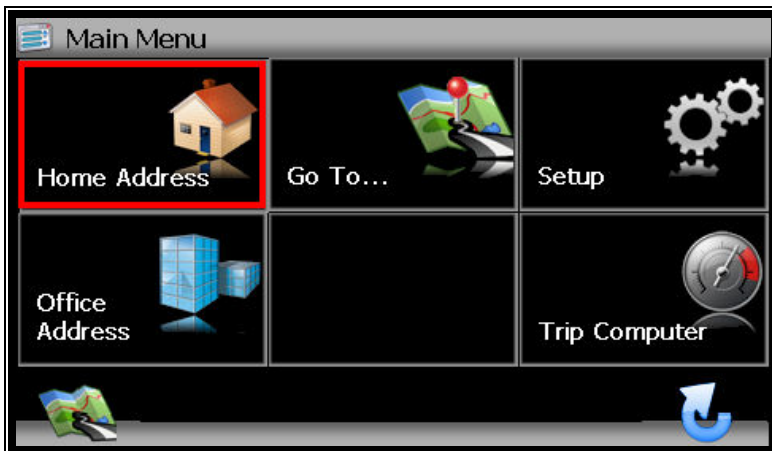 Main Menu
Home Address
Go To...
Setup
Office
Address
Trip Computer